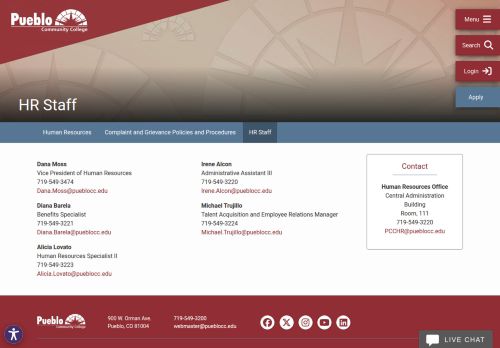 Pueblo
Community College
Menu
Search
Login
Apply
HR Staff
Human Resources
Complaint and Grievance Policies and Procedures
HR Staff
Dana Moss
Vice President of Human Resources
719-549-3474
Dana.Moss@pueblocc.edu
Diana Barela
Benefits Specialist
719-549-3221
Diana.Barela@pueblocc.edu
Alicia Lovato
Human Resources Specialist II
719-549-3223
Alicia.Lovato@pueblocc.edu
Irene Alcon
Administrative Assistant III
719-549-3220
Irene.Alcon@pueblocc.edu
Michael Trujillo
Talent Acquisition and Employee Relations Manager
719-549-3224
Michael.Trujillo@pueblocc.edu
Contact
Human Resources Office
Central Administration
Building
Room, 111
719-549-3220
PCCHR@pueblocc.edu
Pueblo
Community College
900 W. Orman Ave.
Pueblo, CO 81004
719-549-3200
webmaster@pueblocc.edu
LIVE CHAT